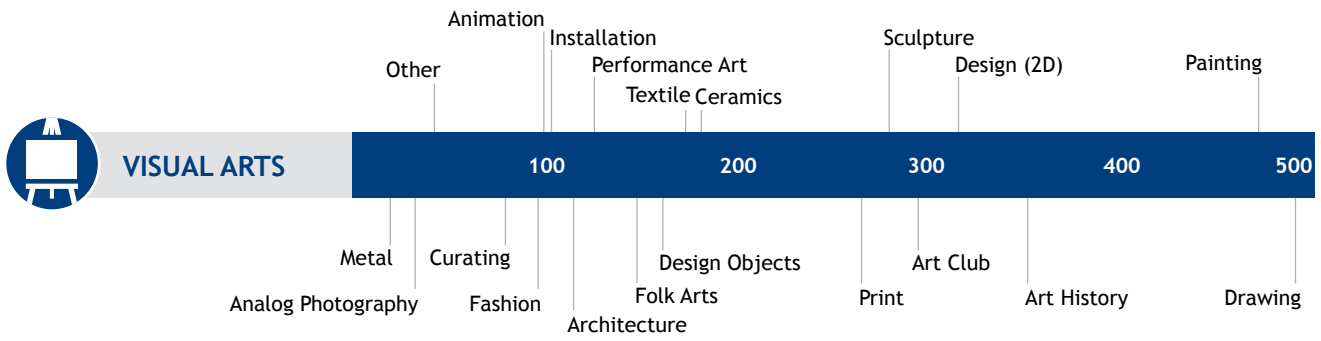 Animation
Installation
Sculpture
Other
Performance Art
Design (2D)
Painting
Textile Ceramics
VISUAL ARTS 100 200 300 400 500
Metal
Curating
Design Objects
Art Club
Analog Photography
Fashion
Folk Arts
Print
Art History
Drawing
Architecture